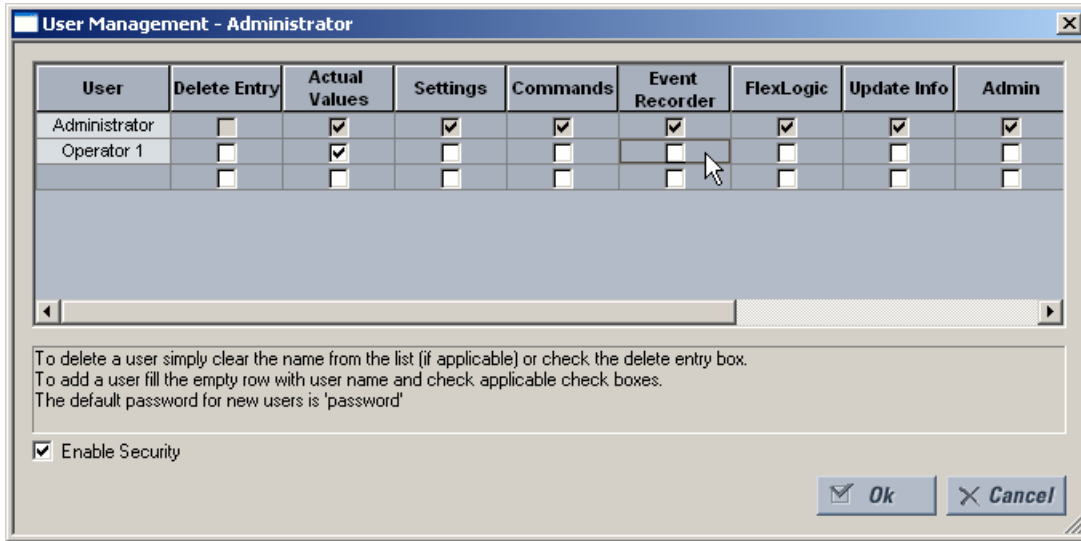 User Management - Administrator
User Delete Entry Actual Values Settings Commands Event Recorder FlexLogic Update Info Admin
Administrator
Operator 1
To delete a user simply clear the name from the list (if applicable) or check the delete entry box.
To add a user fill the empty row with user name and check applicable check boxes.
The default password for new users is 'password'
Enable Security
Ok Cancel